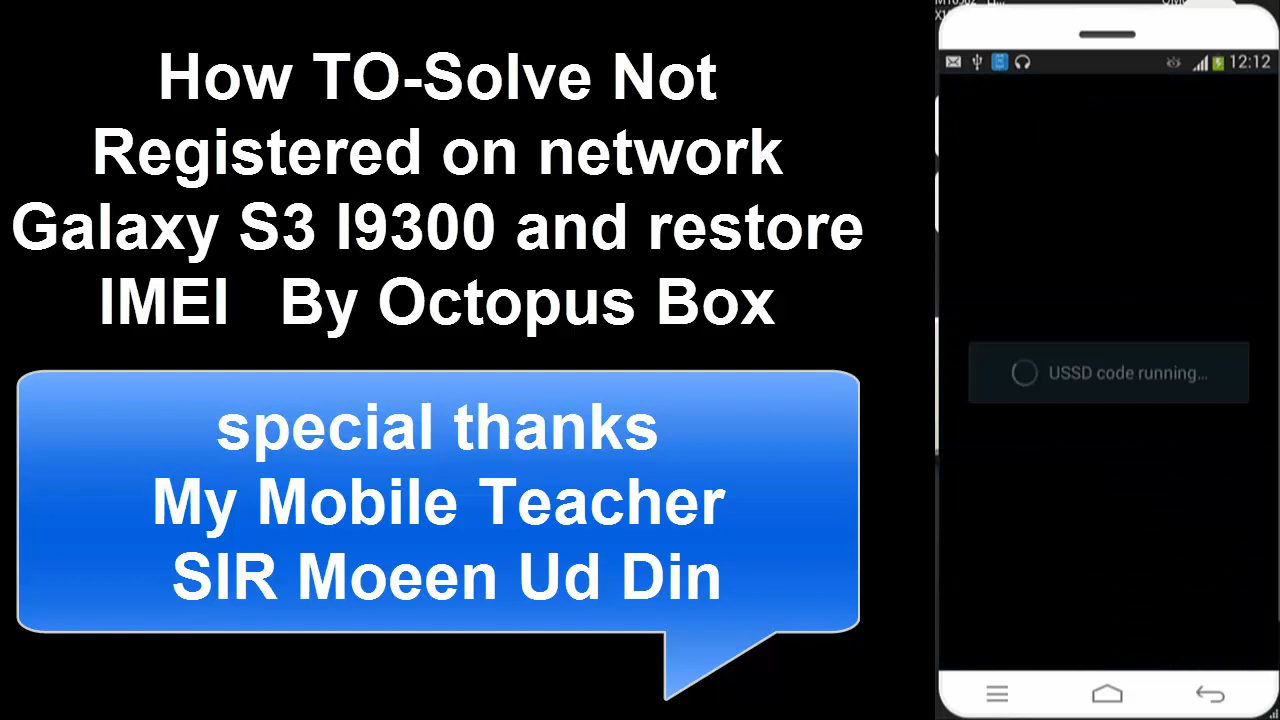 How TO-Solve Not
Registered on network
Galaxy S3 I9300 and restore
IMEI By Octopus Box
special thanks
My Mobile Teacher
SIR Moeen Ud Din
12:12
USSD code running...